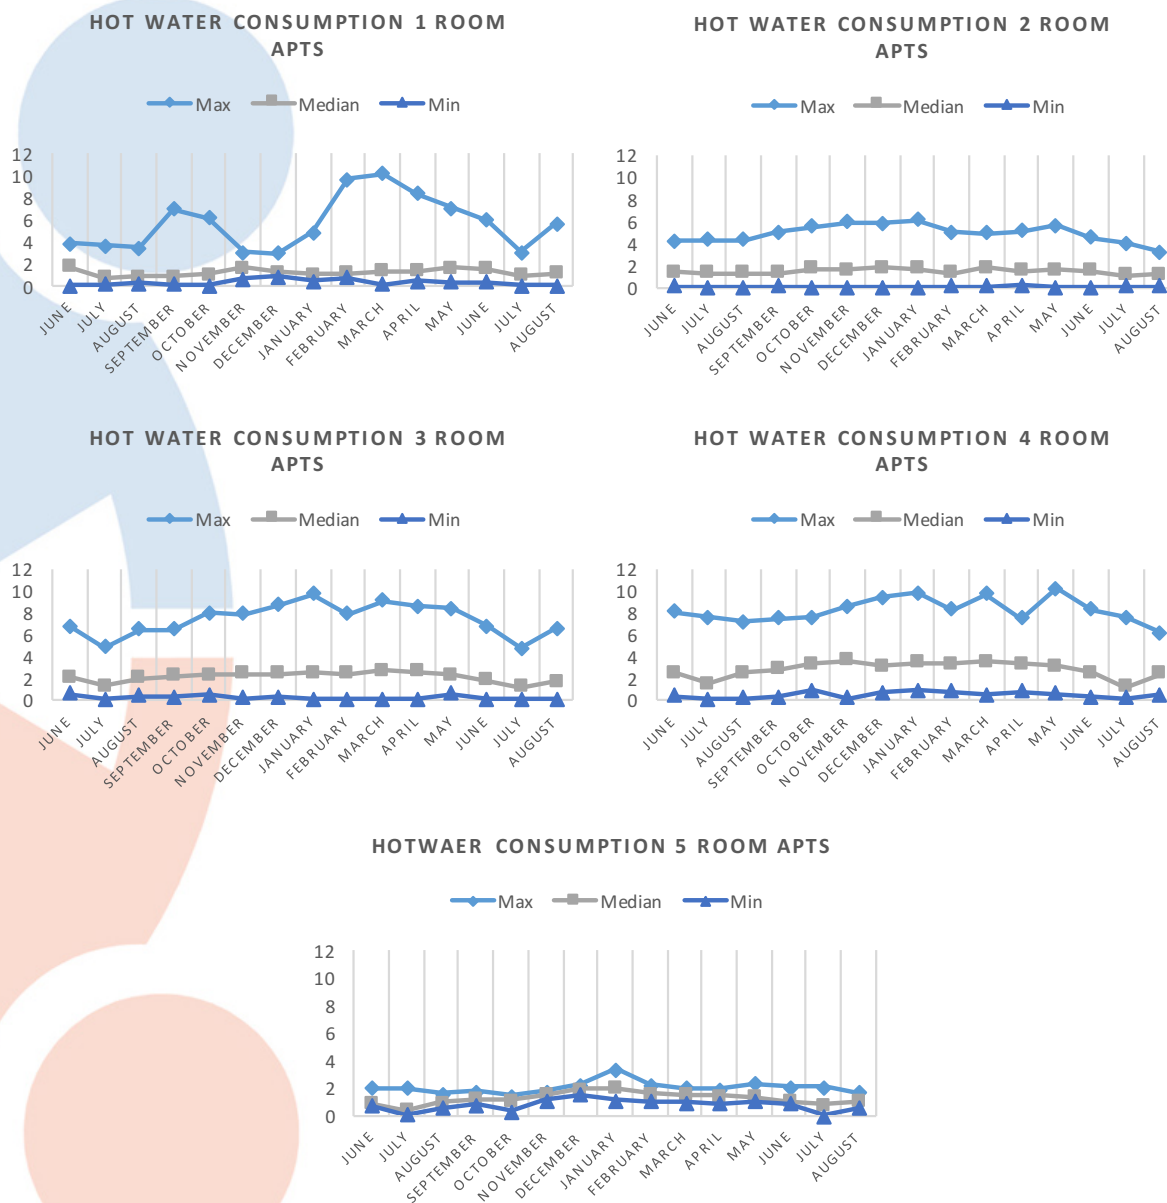 HOT WATER CONSUMPTION 1 ROOM
APTS
Max Median Min
12
10
8
6
4
2
0
JUNE JULY AUGUST SEPTEMBER OCTOBER NOVEMBER DECEMBER JANUARY FEBRUARY MARCH APRIL MAY JUNE JULY AUGUST
HOT WATER CONSUMPTION 2 ROOM
APTS
Max Median Min
12
10
8
6
4
2
0
JUNE JULY AUGUST SEPTEMBER OCTOBER NOVEMBER DECEMBER JANUARY FEBRUARY MARCH APRIL MAY JUNE JULY AUGUST
HOT WATER CONSUMPTION 3 ROOM
APTS
Max Median Min
12
10
8
6
4
2
0
JUNE JULY AUGUST SEPTEMBER OCTOBER NOVEMBER DECEMBER JANUARY FEBRUARY MARCH APRIL MAY JUNE JULY AUGUST
HOT WATER CONSUMPTION 4 ROOM
APTS
Max Median Min
12
10
8
6
4
2
0
JUNE JULY AUGUST SEPTEMBER OCTOBER NOVEMBER DECEMBER JANUARY FEBRUARY MARCH APRIL MAY JUNE JULY AUGUST
HOTWAER CONSUMPTION 5 ROOM APTS
Max Median Min
12
10
8
6
4
2
0
JUNE JULY AUGUST SEPTEMBER OCTOBER NOVEMBER DECEMBER JANUARY FEBRUARY MARCH APRIL MAY JUNE JULY AUGUST